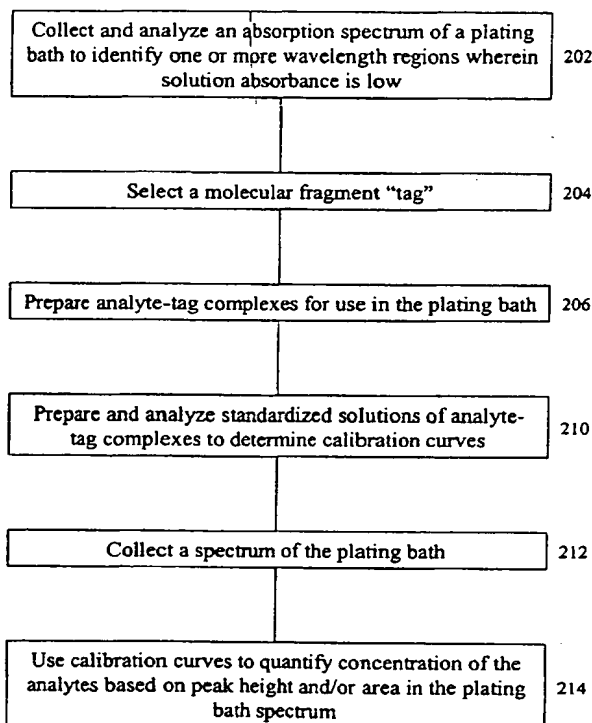 Collect and analyze an absorption spectrum of a plating
bath to identify one or more wavelength regions wherein
solution absorbance is low
202
Select a molecular fragment “tag”
204
Prepare analyte-tag complexes for use in the plating bath
206
Prepare and analyze standardized solutions of analyte-
tag complexes to determine calibration curves
210
Collect a spectrum of the plating bath
212
Use calibration curves to quantify concentration of the
analytes based on peak height and/or area in the plating
bath spectrum
214